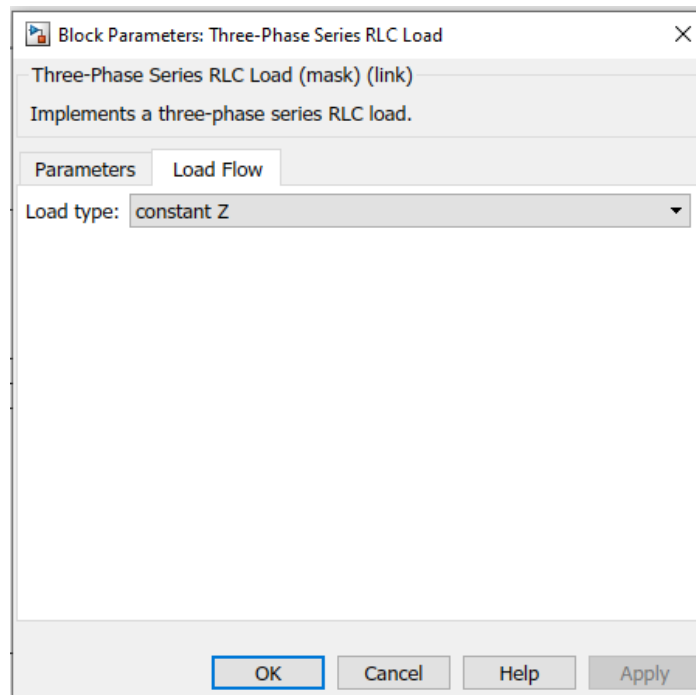 Block Parameters: Three-Phase Series RLC Load
Three-Phase Series RLC Load (mask) (link)
Implements a three-phase series RLC load.
Parameters Load Flow
Load type: constant Z
OK Cancel Help Apply